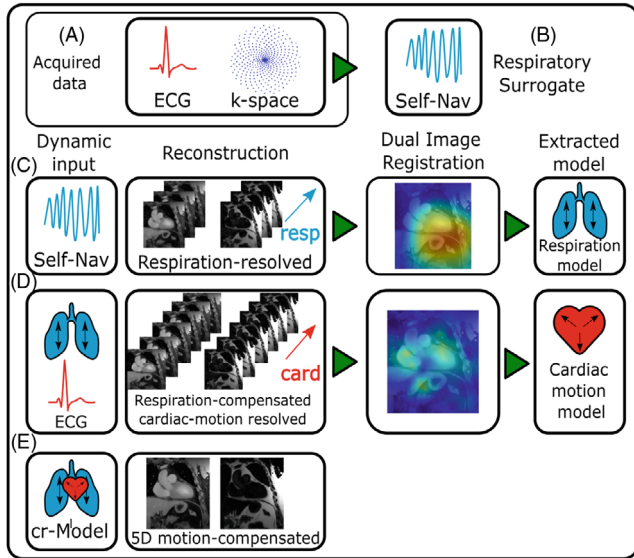 (A)
Acquired
data
ECG
k-space
Self-Nav
(B)
Respiratory
Surrogate
Dynamic
input
Reconstruction
Dual Image
Registration
Extracted
model
(C)
Self-Nav
resp
Respiration-resolved
Respiration
model
(D)
ECG
card
Respiration-compensated
cardiac-motion resolved
Cardiac
motion
model
(E)
cr-Model
5D motion-compensated